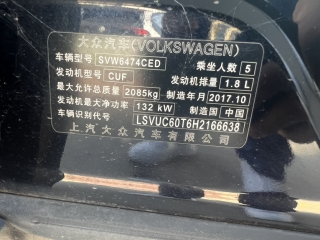 大众汽车(VOLKSWAGEN)
车辆型号 SVW6474CED 乘坐人数 5
发动机型号 CUF 发动机排量 1.8 L
最大允许总质量 2085kg 制造年月 2017.10
发动机最大净功率 132 kW 制造国 中国
车辆识别代号 LSVUC60T6H2166638
上汽大众汽车有限公司